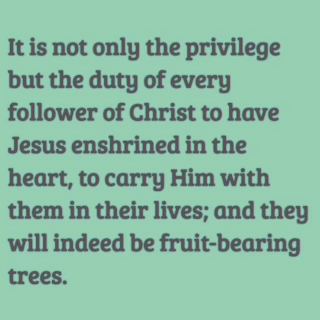 It is not only the privilege
but the duty of every
follower of Christ to have
Jesus enshrined in the
heart, to carry Him with
them in their lives; and they
will indeed be fruit-bearing
trees.